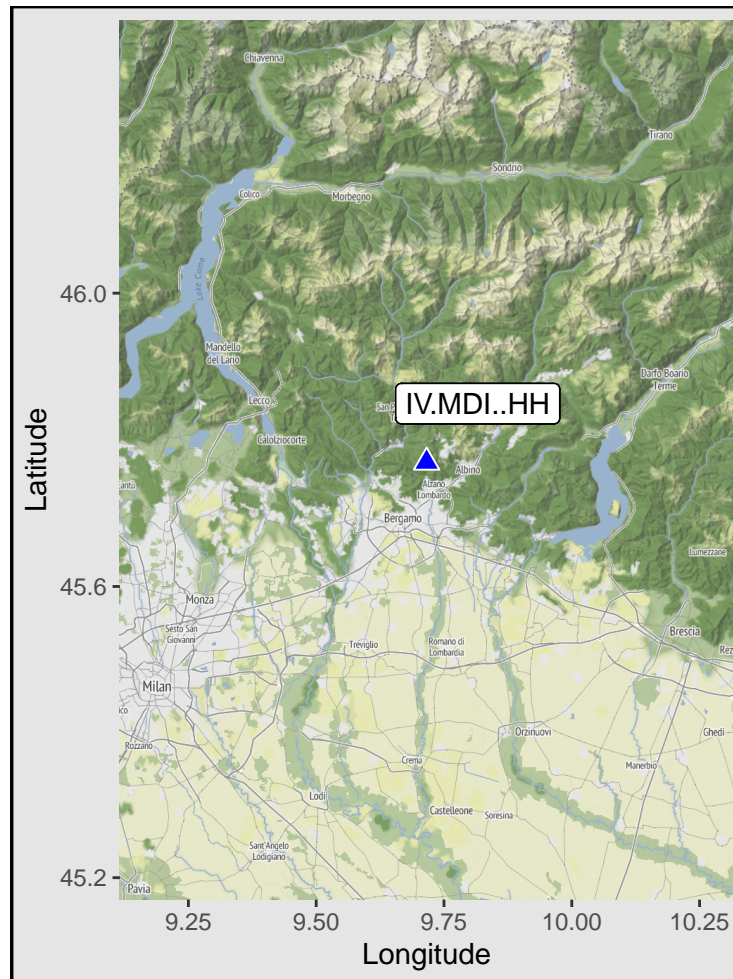 Chiavenna
Tirano
Sondrio
Colico
Morbegno
Lake Como
46.0
Mandello
del Lario
Darfo Boario
Terme
Lecco
IV.MDI..HH
Calolziocorte
Albino
Alzano
Lombardo
Bergamo
Lumezzane
45.6
Monza
Sesto San
Giovanni
Brescia
Treviglio
Romano di
Lombardia
Milan
Rozzano
Orzinuovi
Ghedi
Crema
Manerbio
Lodi
Castelleone
Soresina
Sant'Angelo
Lodigiano
45.2
Pavia
9.25
9.50
9.75
10.00
10.25
Longitude
Latitude